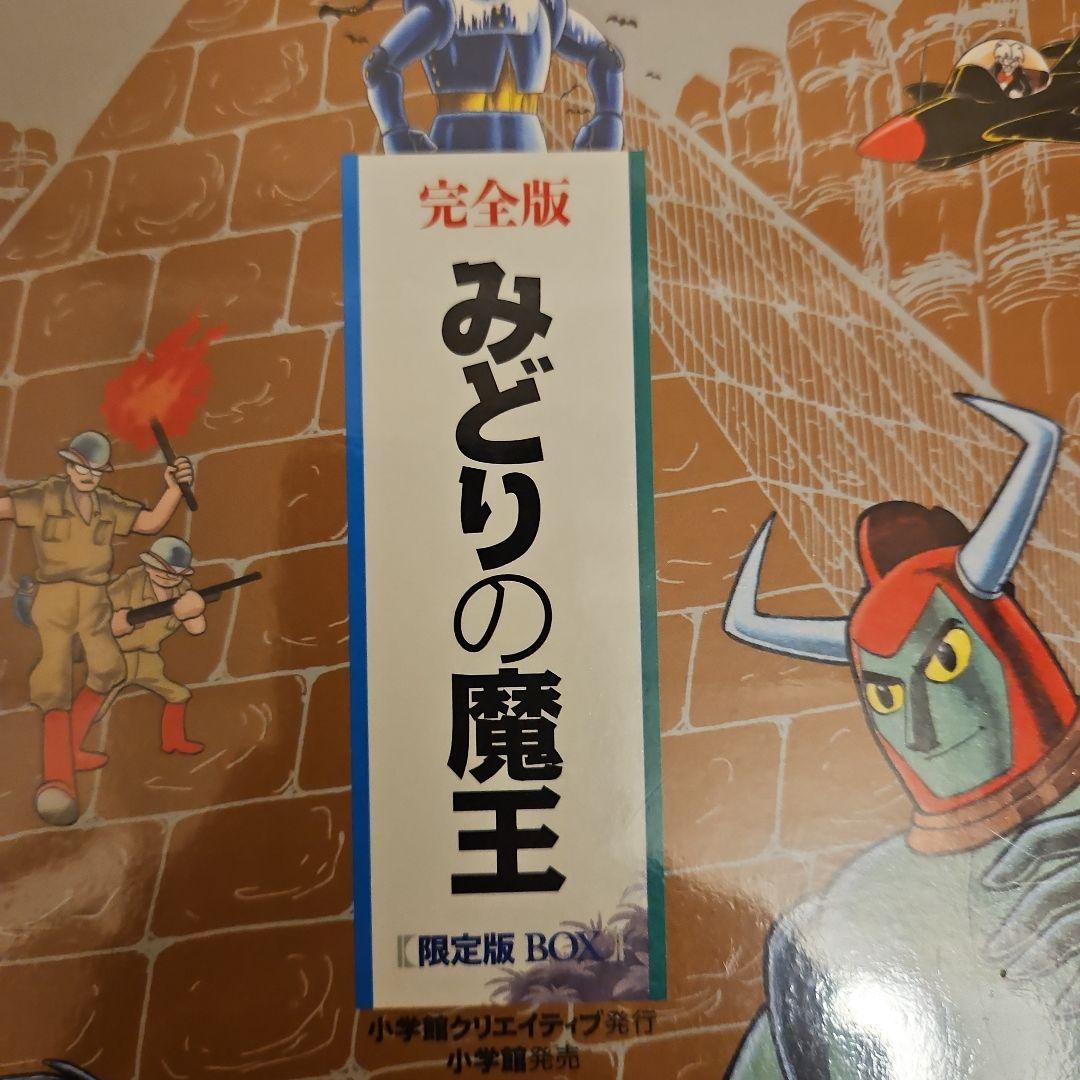 完全版
みどりの魔王
【限定版 BOX】
小学館クリエイティブ発行
小学館発売